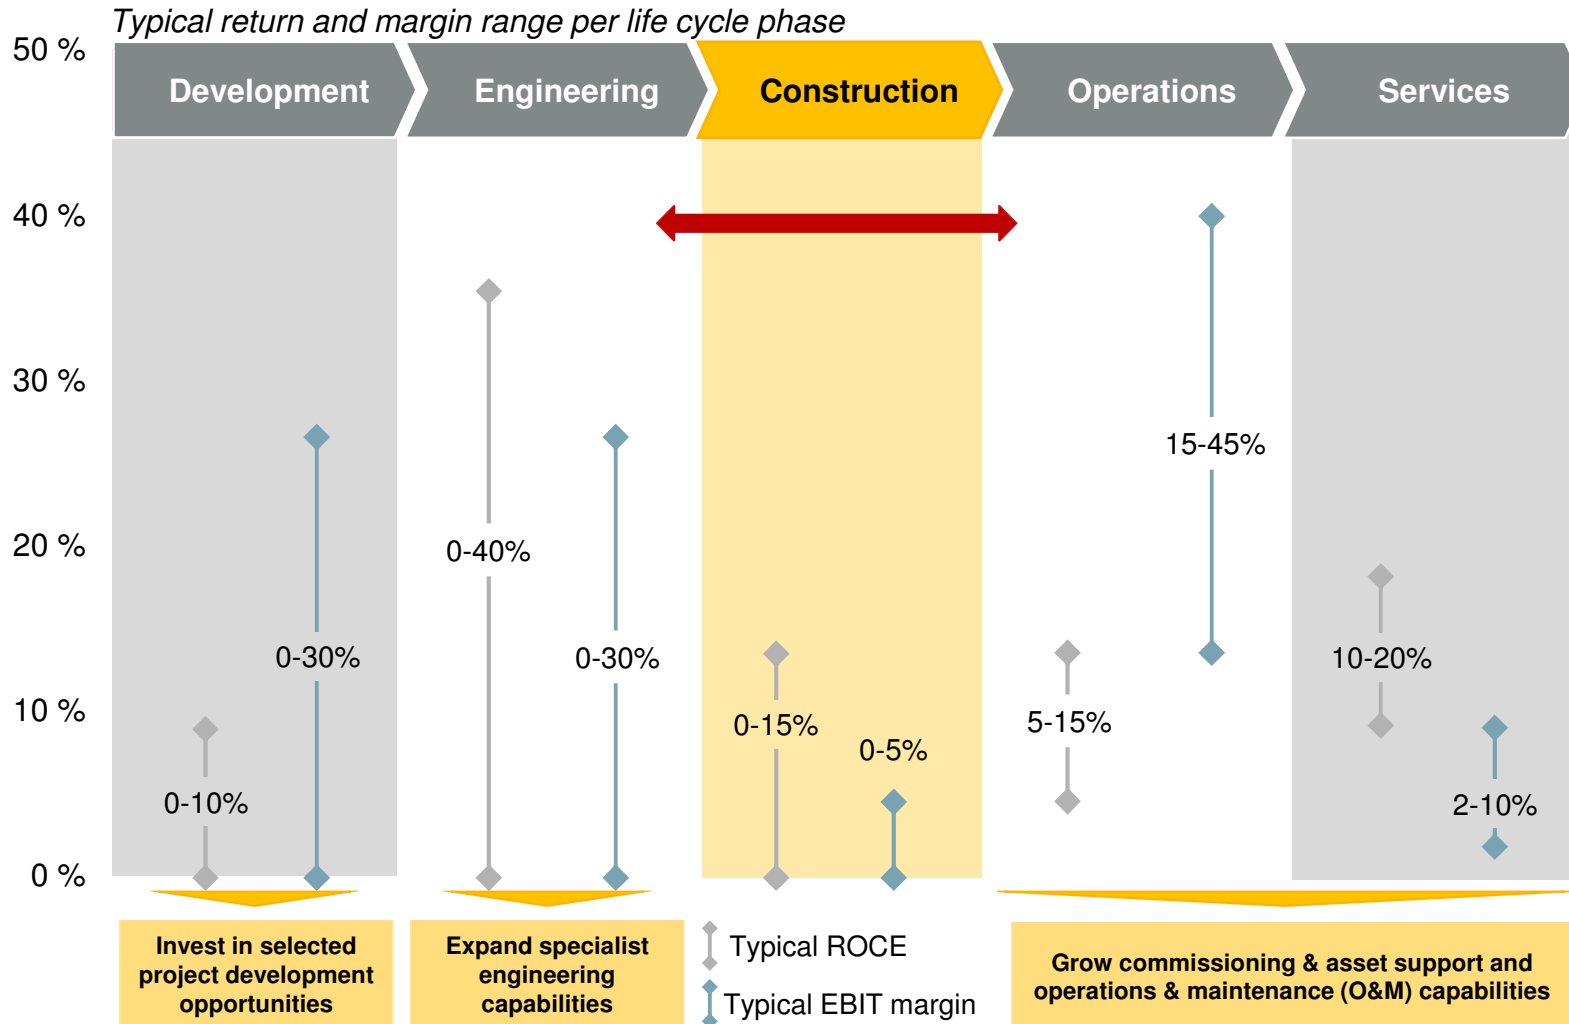 Typical return and margin range per life cycle phase
50 %
Development
Engineering
Construction
Operations
Services
40 %
30 %
20 %
10 %
0 %
0-10%
0-30%
0-40%
0-30%
0-15%
0-5%
5-15%
15-45%
10-20%
2-10%
Invest in selected
project development
opportunities
Expand specialist
engineering
capabilities
Typical ROCE
Typical EBIT margin
Grow commissioning & asset support and
operations & maintenance (O&M) capabilities